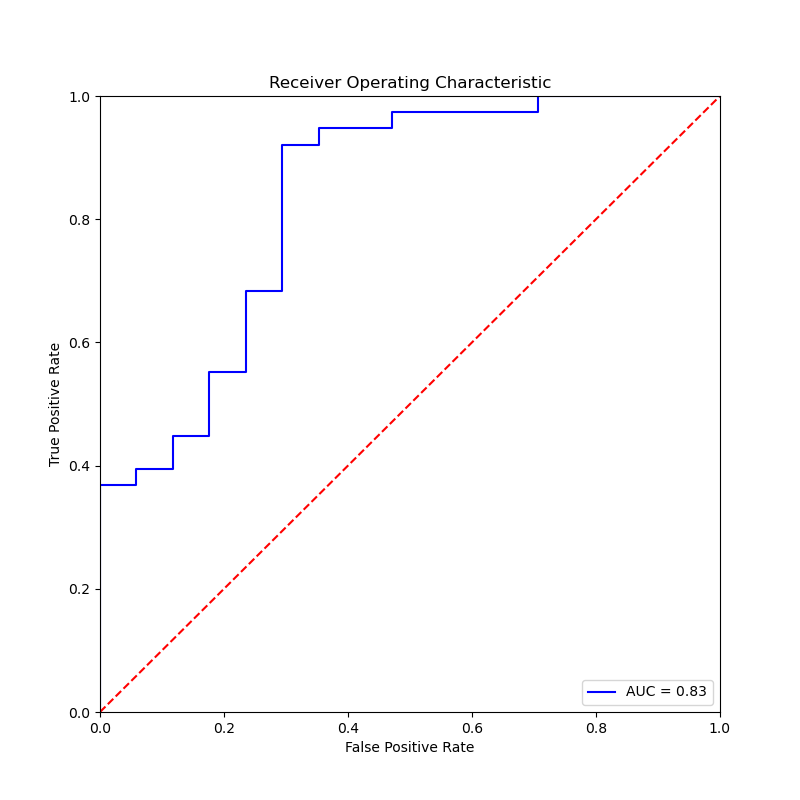 Receiver Operating Characteristic
1.0
0.8
0.6
0.4
0.2
0.0
True Positive Rate
AUC = 0.83
0.0 0.2 0.4 0.6 0.8 1.0
False Positive Rate